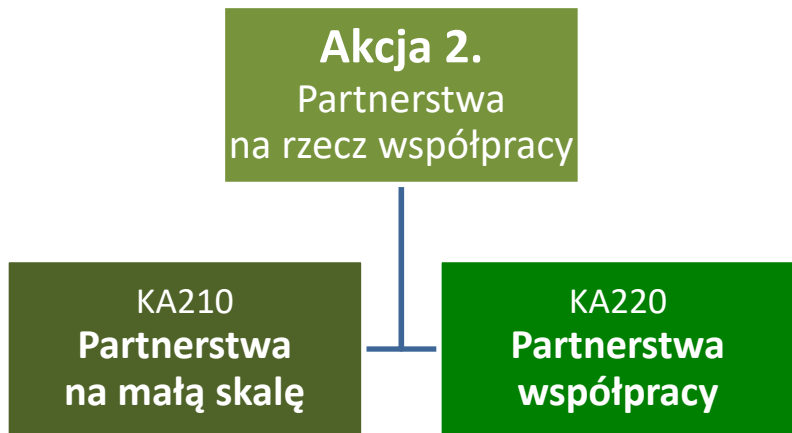 Akcja 2.
Partnerstwa
na rzecz współpracy
KA210
Partnerstwa
na małą skalę
KA220
Partnerstwa
współpracy